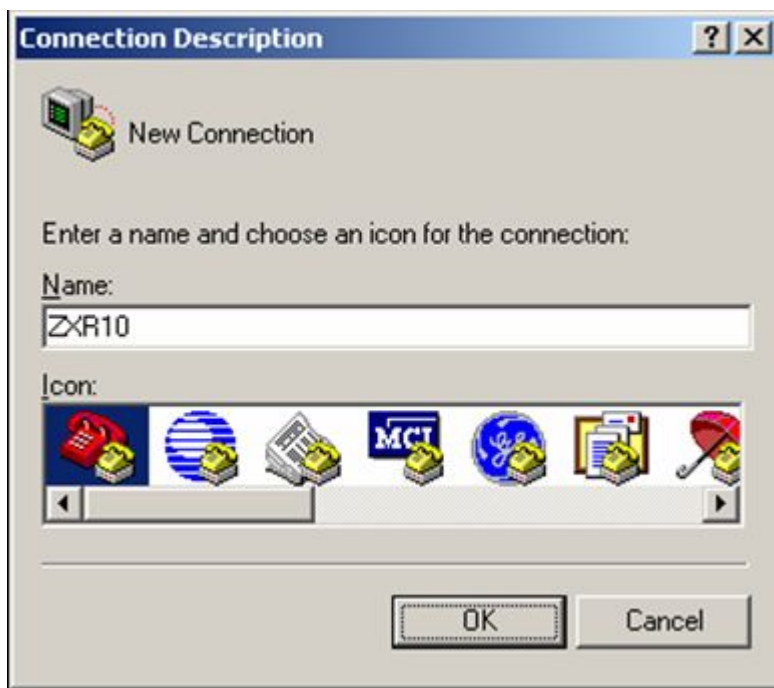 Connection Description
New Connection
Enter a name and choose an icon for the connection:
Name:
ZXR10
Icon:
MCI
OK
Cancel